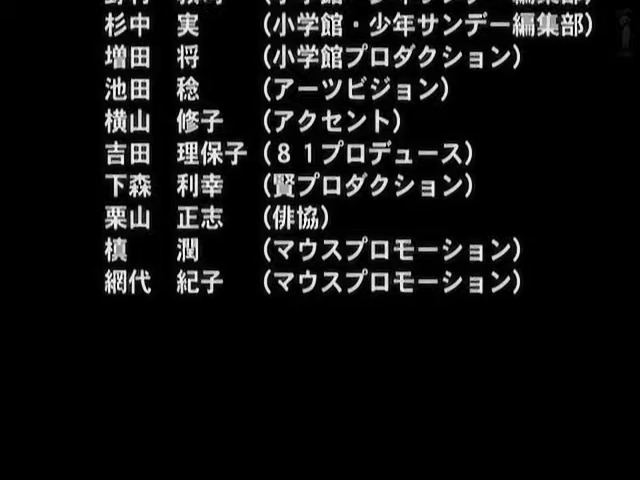 杉中 実 (小学館・少年サンデー編集部)
増田 将 (小学館プロダクション)
池田 稔 (アーツビジョン)
横山 修子 (アクセント)
吉田 理保子 (81プロデュース)
下森 利幸 (賢プロダクション)
栗山 正志 (俳協)
槙 潤 (マウスプロモーション)
網代 紀子 (マウスプロモーション)